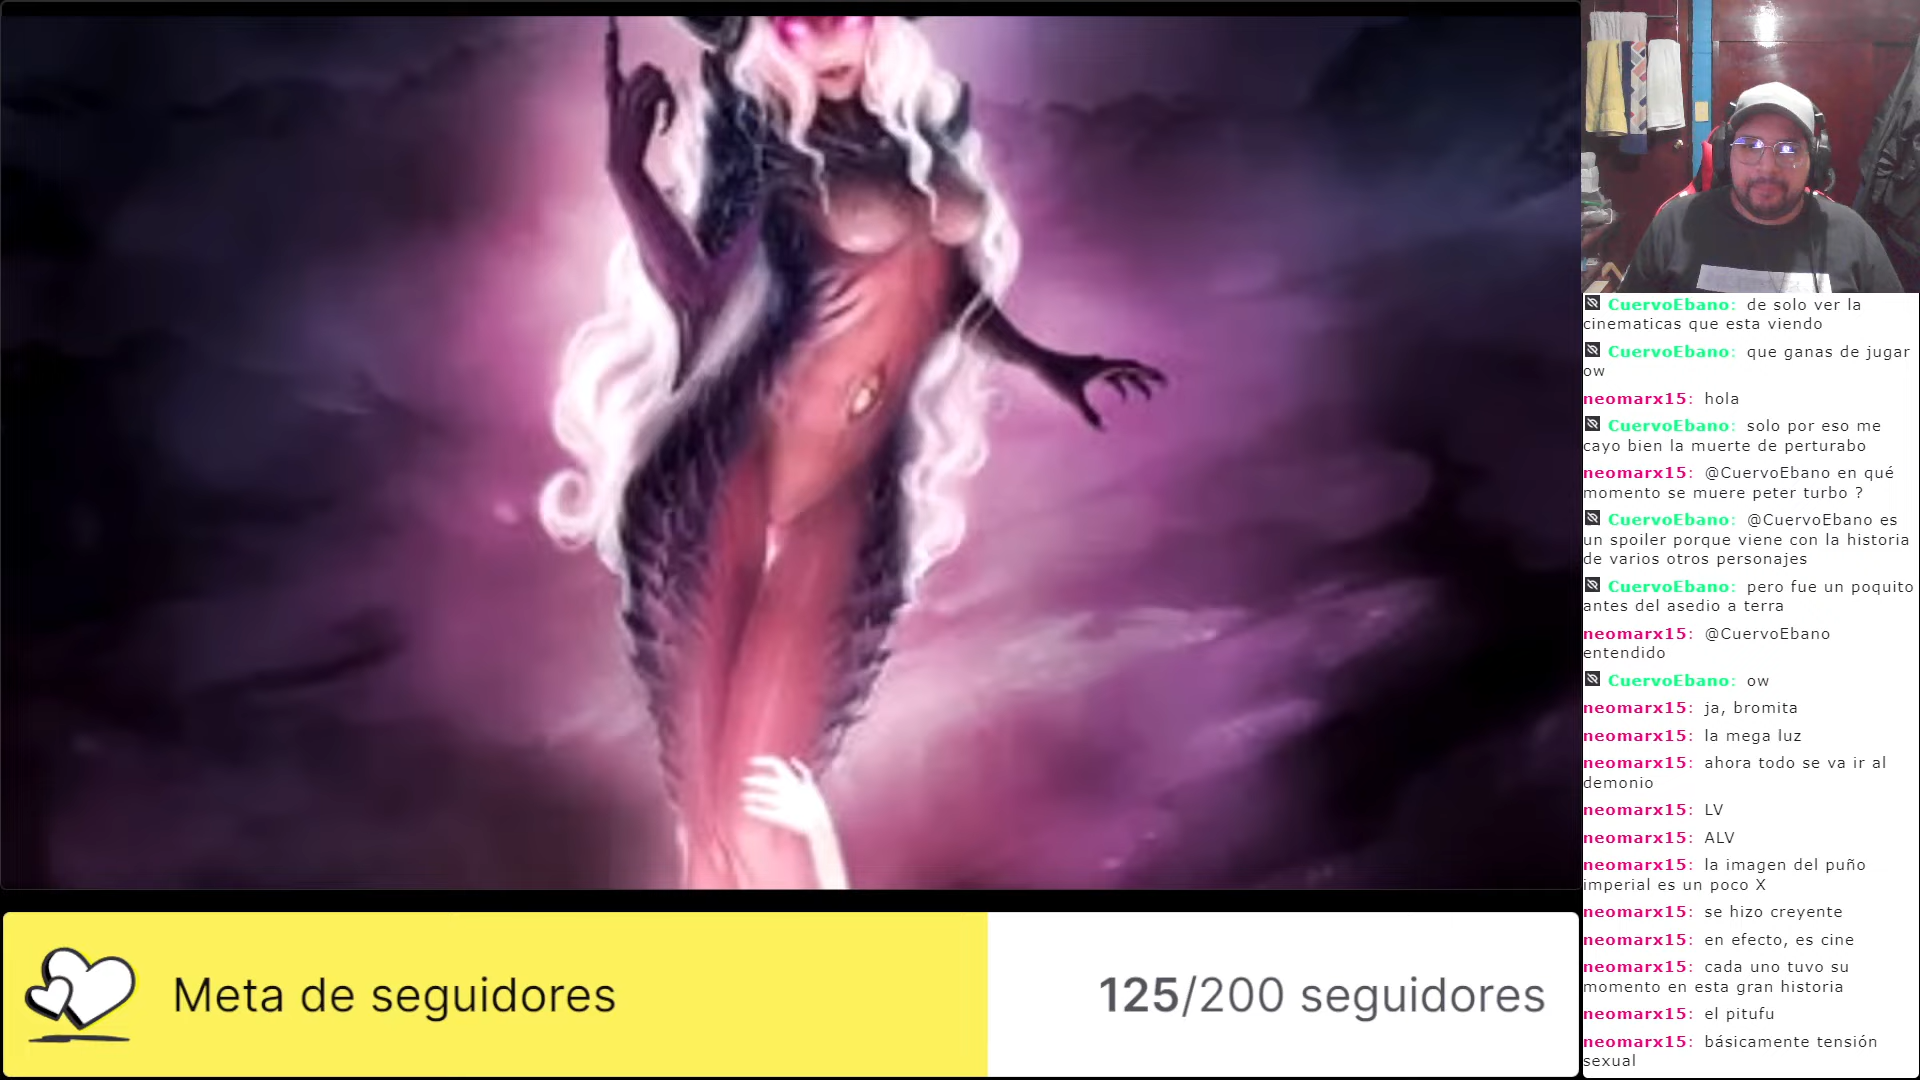 CuervoEbano: de solo ver la
cinematicas que esta viendo
CuervoEbano: que ganas de jugar
ow
neomarx15: hola
CuervoEbano: solo por eso me
cayo bien la muerte de perturabo
neomarx15: @CuervoEbano en qué
momento se muere peter turbo ?
CuervoEbano: @CuervoEbano es
un spoiler porque viene con la historia
de varios otros personajes
CuervoEbano: pero fue un poquito
antes del asedio a terra
neomarx15: @CuervoEbano
entendido
CuervoEbano: ow
neomarx15: ja, bromita
neomarx15: la mega luz
neomarx15: ahora todo se va ir al
demonio
neomarx15: LV
neomarx15: ALV
neomarx15: la imagen del puño
imperial es un poco X
neomarx15: se hizo creyente
neomarx15: en efecto, es cine
neomarx15: cada uno tuvo su
momento en esta gran historia
neomarx15: el pitufu
neomarx15: básicamente tensión
sexual
Meta de seguidores
125/200 seguidores